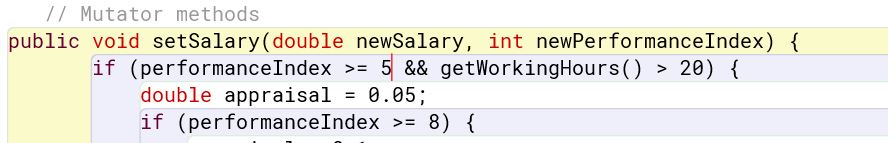 // Mutator methods
public void setSalary(double newSalary, int newPerformanceIndex) {
if (performanceIndex >= 5 && getWorkingHours() > 20) {
double appraisal = 0.05;
if (performanceIndex >= 8) {